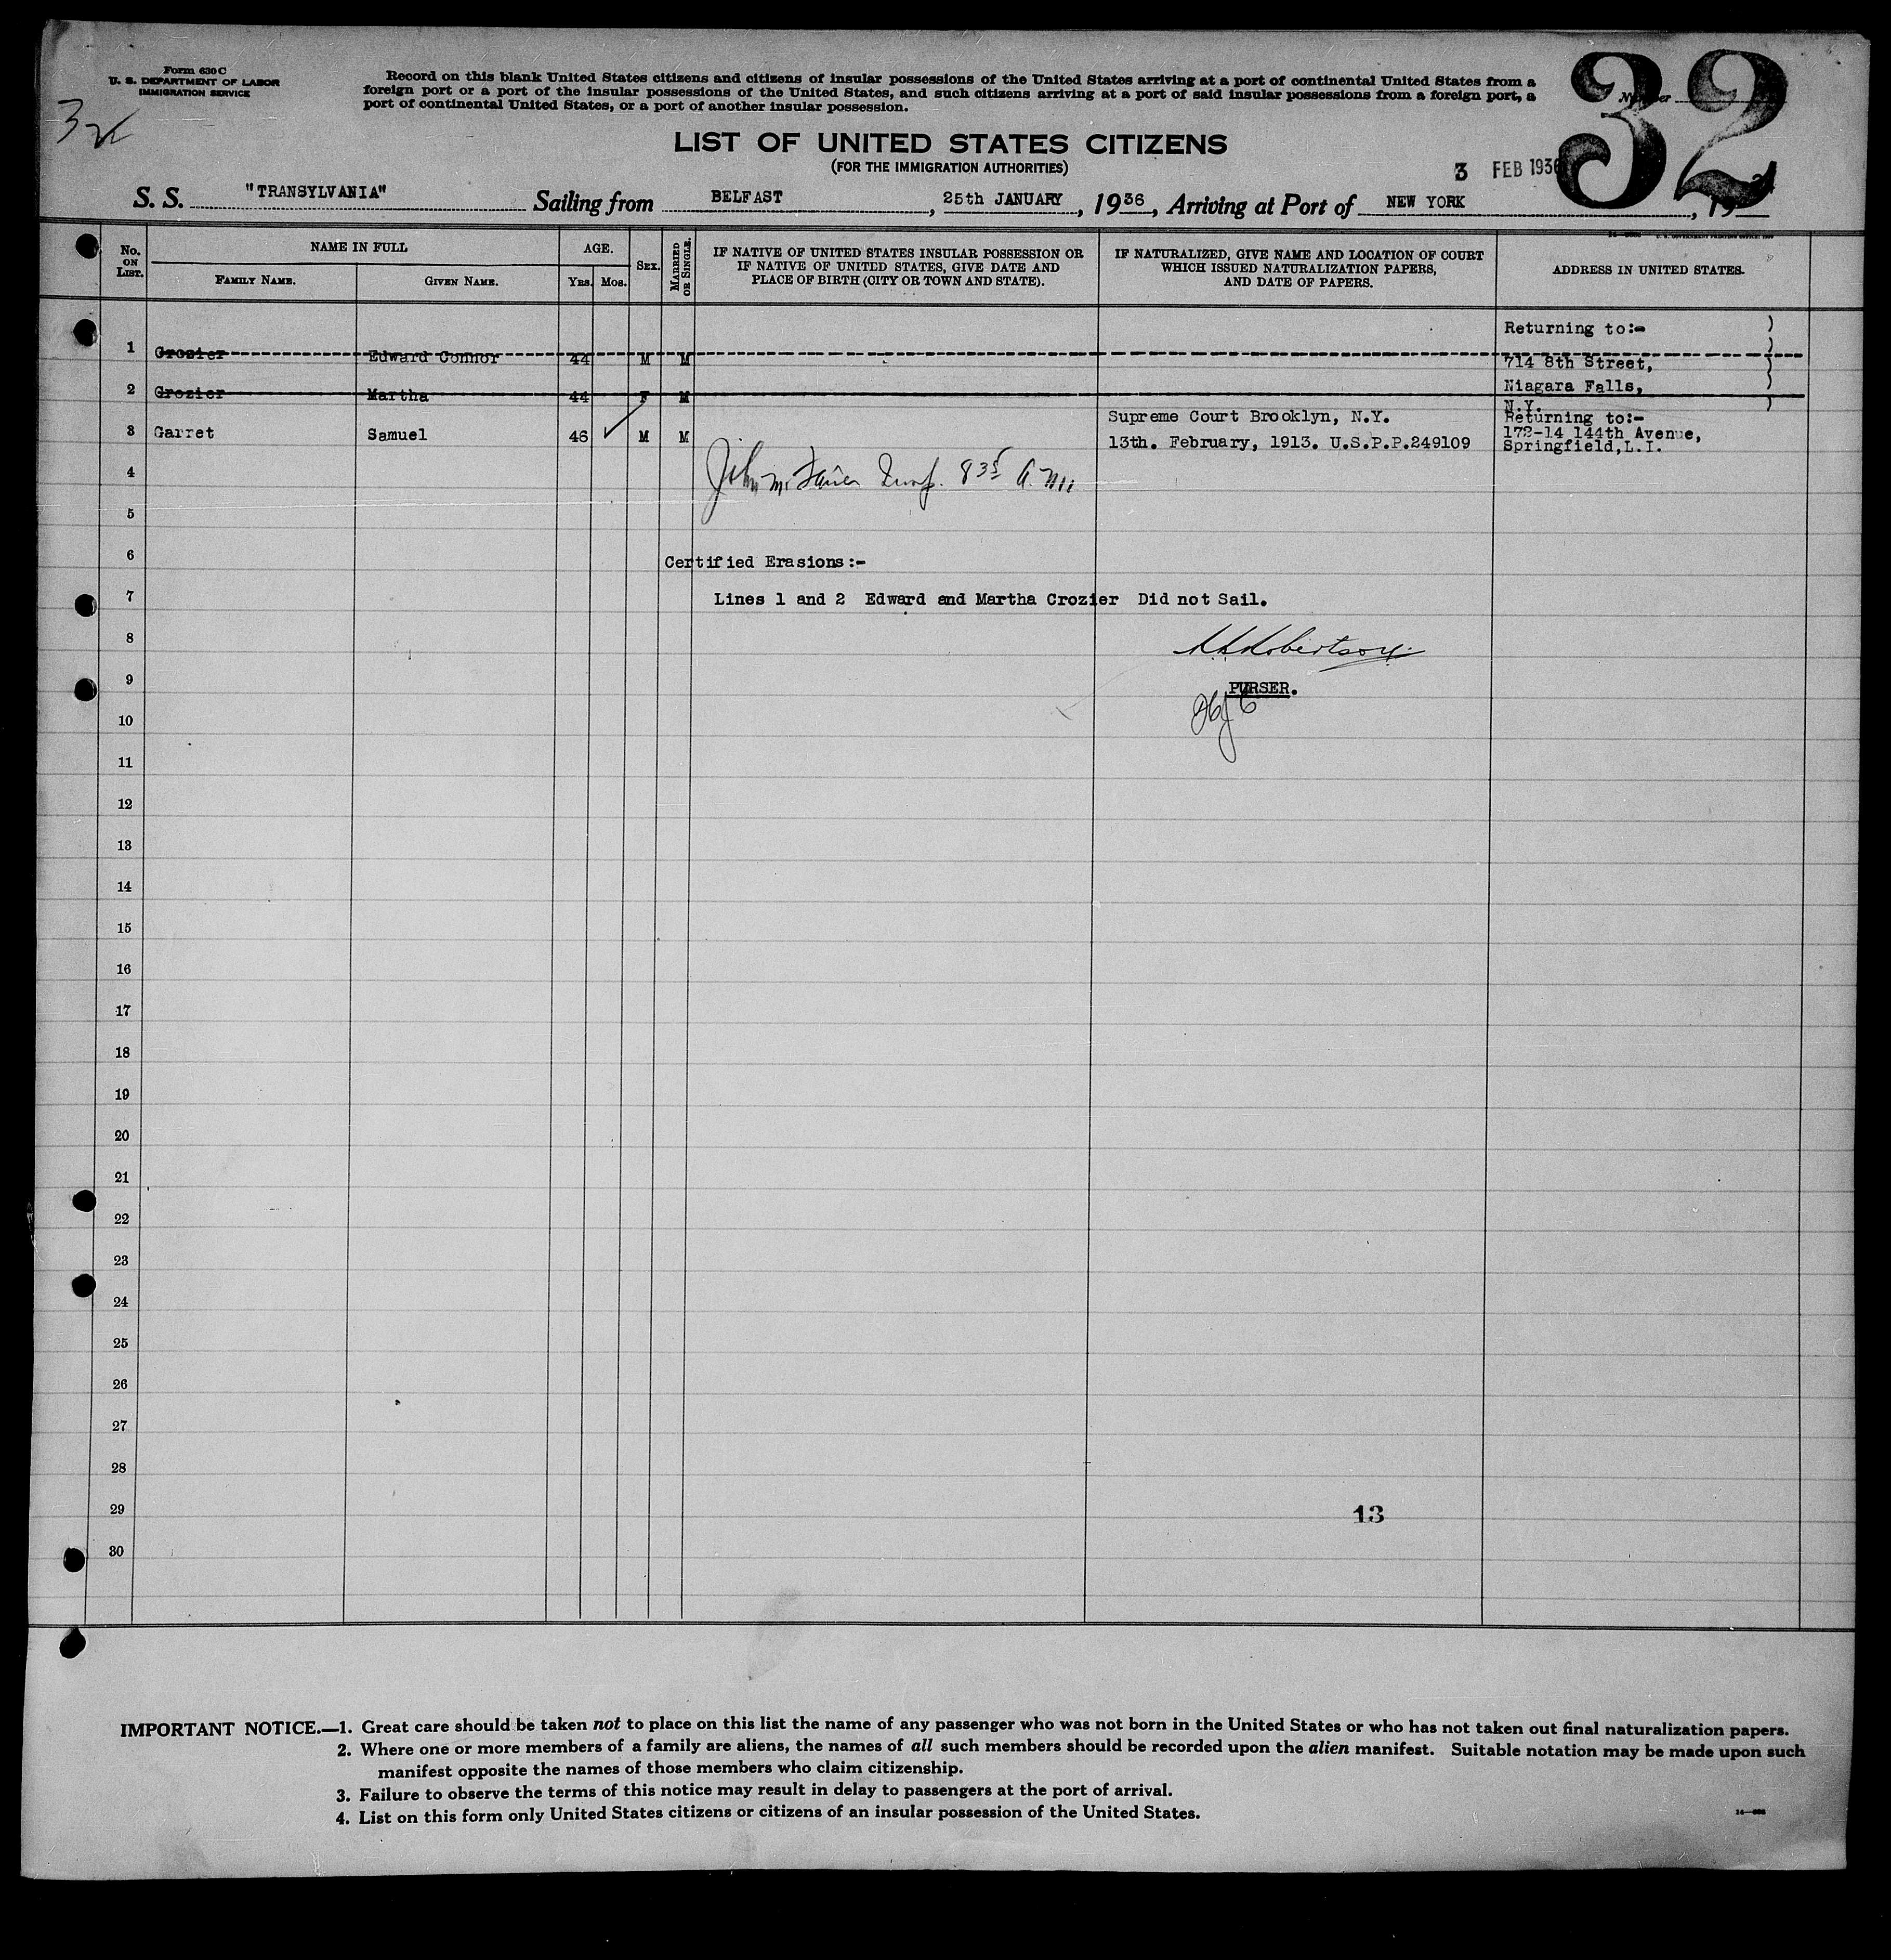 Form 630 C
U. S. DEPARTMENT OF LABOR
IMMIGRATION SERVICE
Record on this blank United States citizens and citizens of insular possessions of the United States arriving at a port of continental United States from a
foreign port or a port of the insular possessions of the United States, and such citizens arriving at a port of said insular possessions from a foreign port, a
port of continental United States, or a port of another insular possession.
32
LIST OF UNITED STATES CITIZENS
(FOR THE IMMIGRATION AUTHORITIES)
3 FEB 1936
S. S. "TRANSYLVANIA" Sailing from BELFAST, 25th JANUARY, 1936, Arriving at Port of NEW YORK, 19
No. ON LIST.
NAME IN FULL
FAMILY NAME. GIVEN NAME.
AGE.
YRS. MOS.
SEX.
MARRIED OR SINGLE.
IF NATIVE OF UNITED STATES INSULAR POSSESSION OR
IF NATIVE OF UNITED STATES, GIVE DATE AND
PLACE OF BIRTH (CITY OR TOWN AND STATE).
IF NATURALIZED, GIVE NAME AND LOCATION OF COURT
WHICH ISSUED NATURALIZATION PAPERS,
AND DATE OF PAPERS.
ADDRESS IN UNITED STATES.
Returning to:-
1 Crozier Edward Connor 44 M M
714 8th Street,
Niagara Falls,
2 Crozier Martha 44 F M
N.Y.
Supreme Court Brooklyn, N.Y. Returning to:-
3 Garret Samuel 46 M M 172-14 144th Avenue,
13th. February, 1913. U.S.P.P.249109 Springfield,L.I.
4 John 835 A.M.
5
6 Certified Erasions:-
7 Lines 1 and 2 Edward and Martha Crozier Did not Sail.
8 Robertson
9 PURSER.
10
11
12
13
14
15
16
17
18
19
20
21
22
23
24
25
26
27
28
29 13
30
IMPORTANT NOTICE.—1. Great care should be taken not to place on this list the name of any passenger who was not born in the United States or who has not taken out final naturalization papers.
2. Where one or more members of a family are aliens, the names of all such members should be recorded upon the alien manifest. Suitable notation may be made upon such
manifest opposite the names of those members who claim citizenship.
3. Failure to observe the terms of this notice may result in delay to passengers at the port of arrival.
4. List on this form only United States citizens or citizens of an insular possession of the United States.